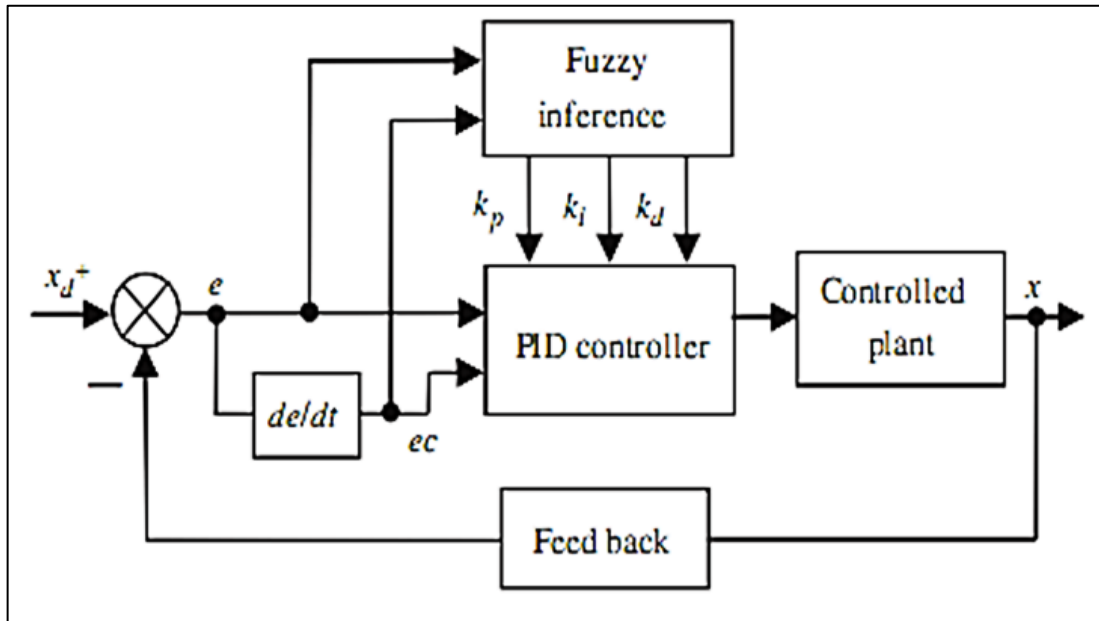 Fuzzy
inference
k_p k_i k_d
x_d +
e
PID controller
Controlled
plant
x
−
de/dt
ec
Feed back